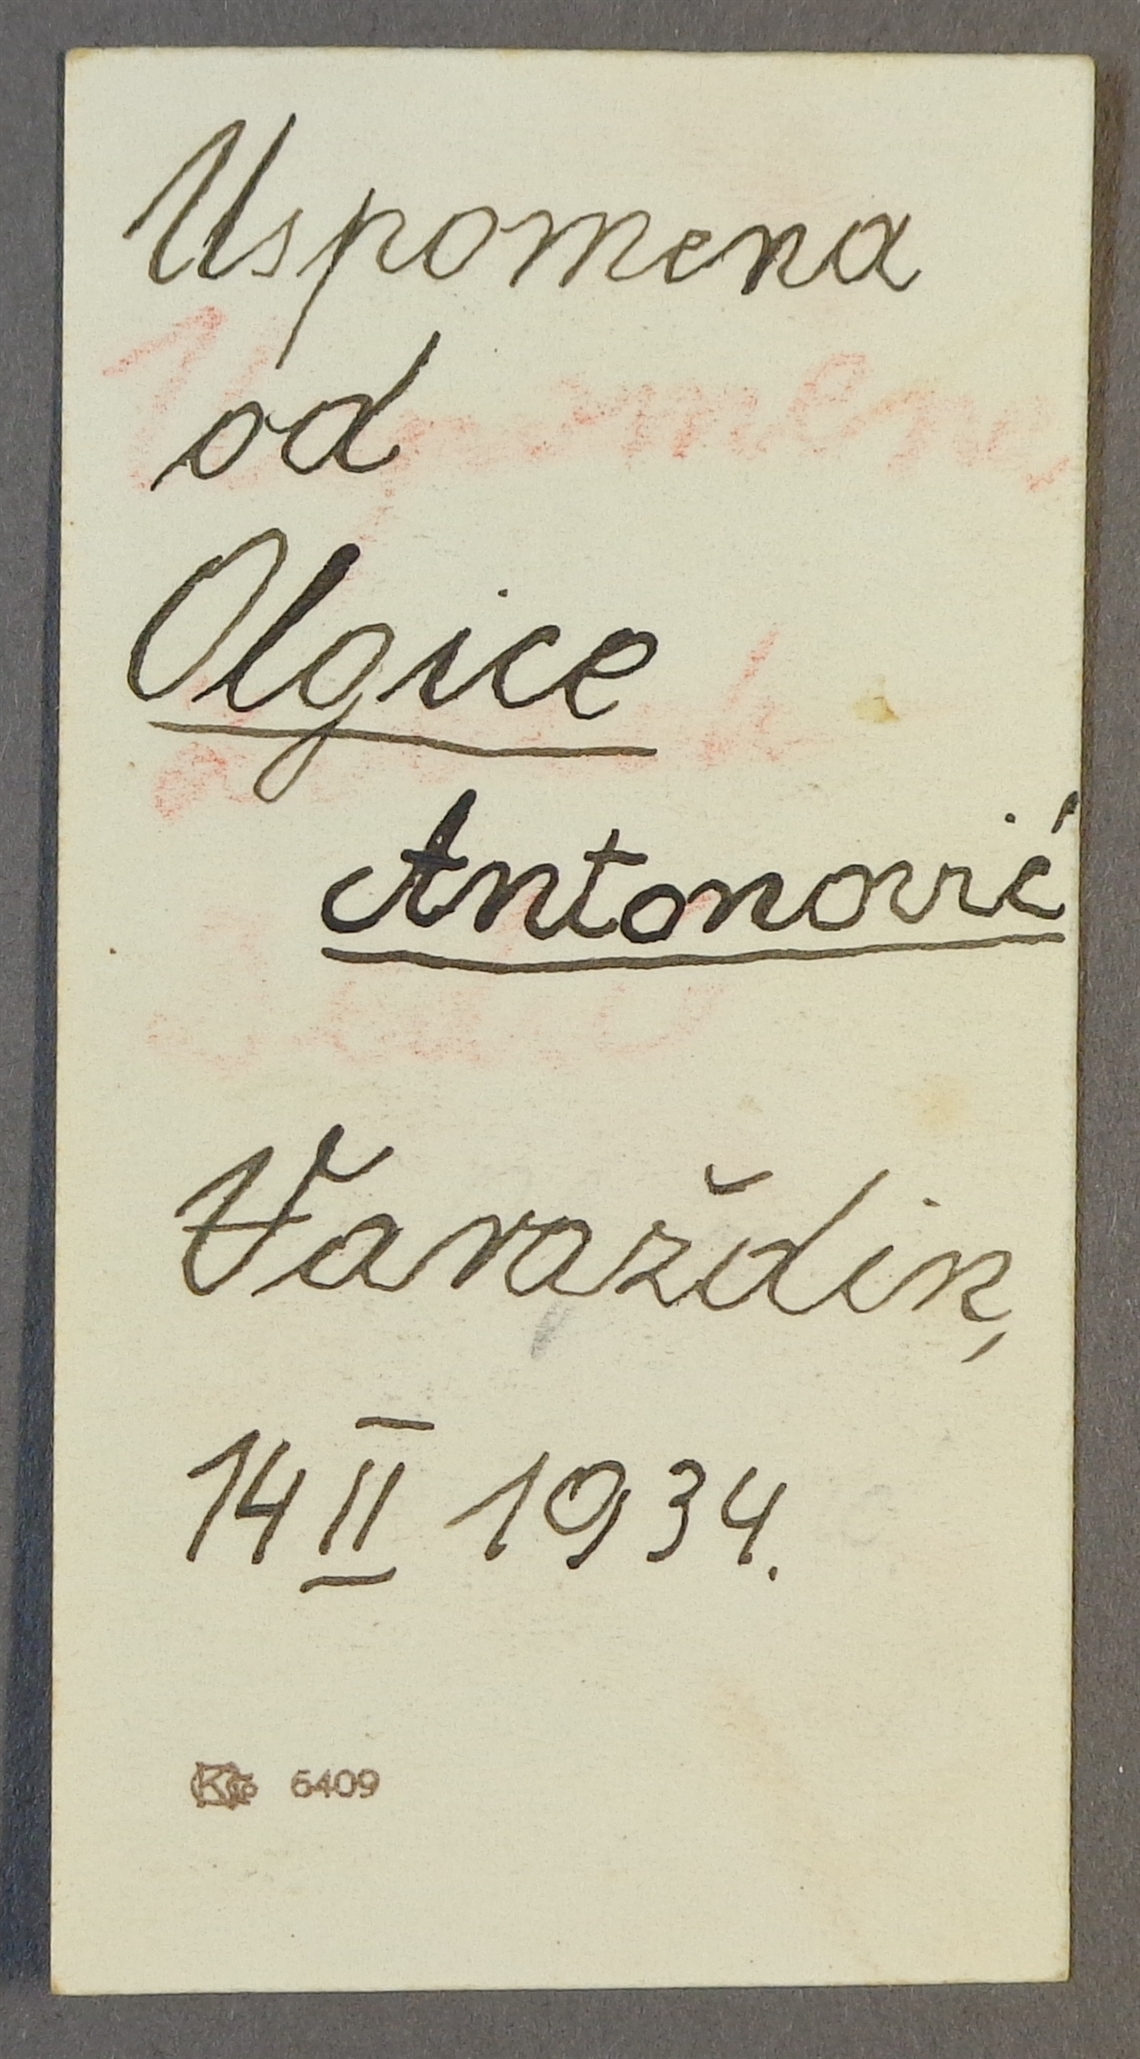 Uspomena
od
Olgice
Antonović
Varaždin,
14 II 1934.
6409